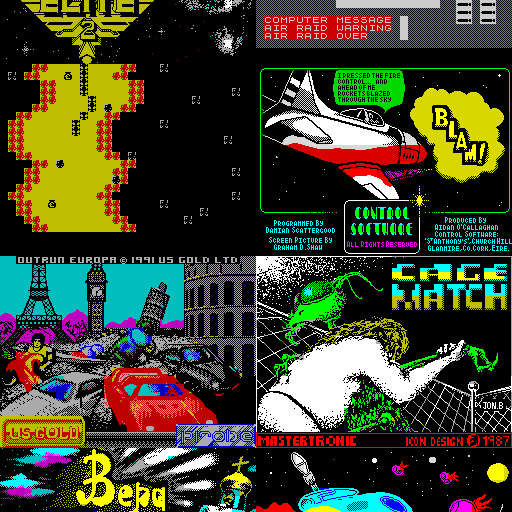 ELITE
2
COMPUTER MESSAGE
AIR RAID WARNING
AIR RAID OVER
I PRESSED THE FIRE
CONTROL... AND
AHEAD OF ME
ROCKETS BLAZED
THROUGH THE SKY
BLAM!
PROGRAMMED BY
DAMIAN SCATTERGOOD
SCREEN PICTURE BY
GRAHAM D. SHAW
CONTROL
SOFTWARE
ALL RIGHTS RESERVED
PRODUCED BY
AIDAN O'CALLAGHAN
CONTROL SOFTWARE:
"ST ANTHONY'S", CHURCH HILL,
GLANMIRE, CO. CORK. EIRE.
OUTRUN EUROPA © 1991 US GOLD LTD.
U.S. GOLD
Probe
CAGE
MATCH
BY JON.B
MASTERTRONIC
ICON DESIGN © 1987
Вера